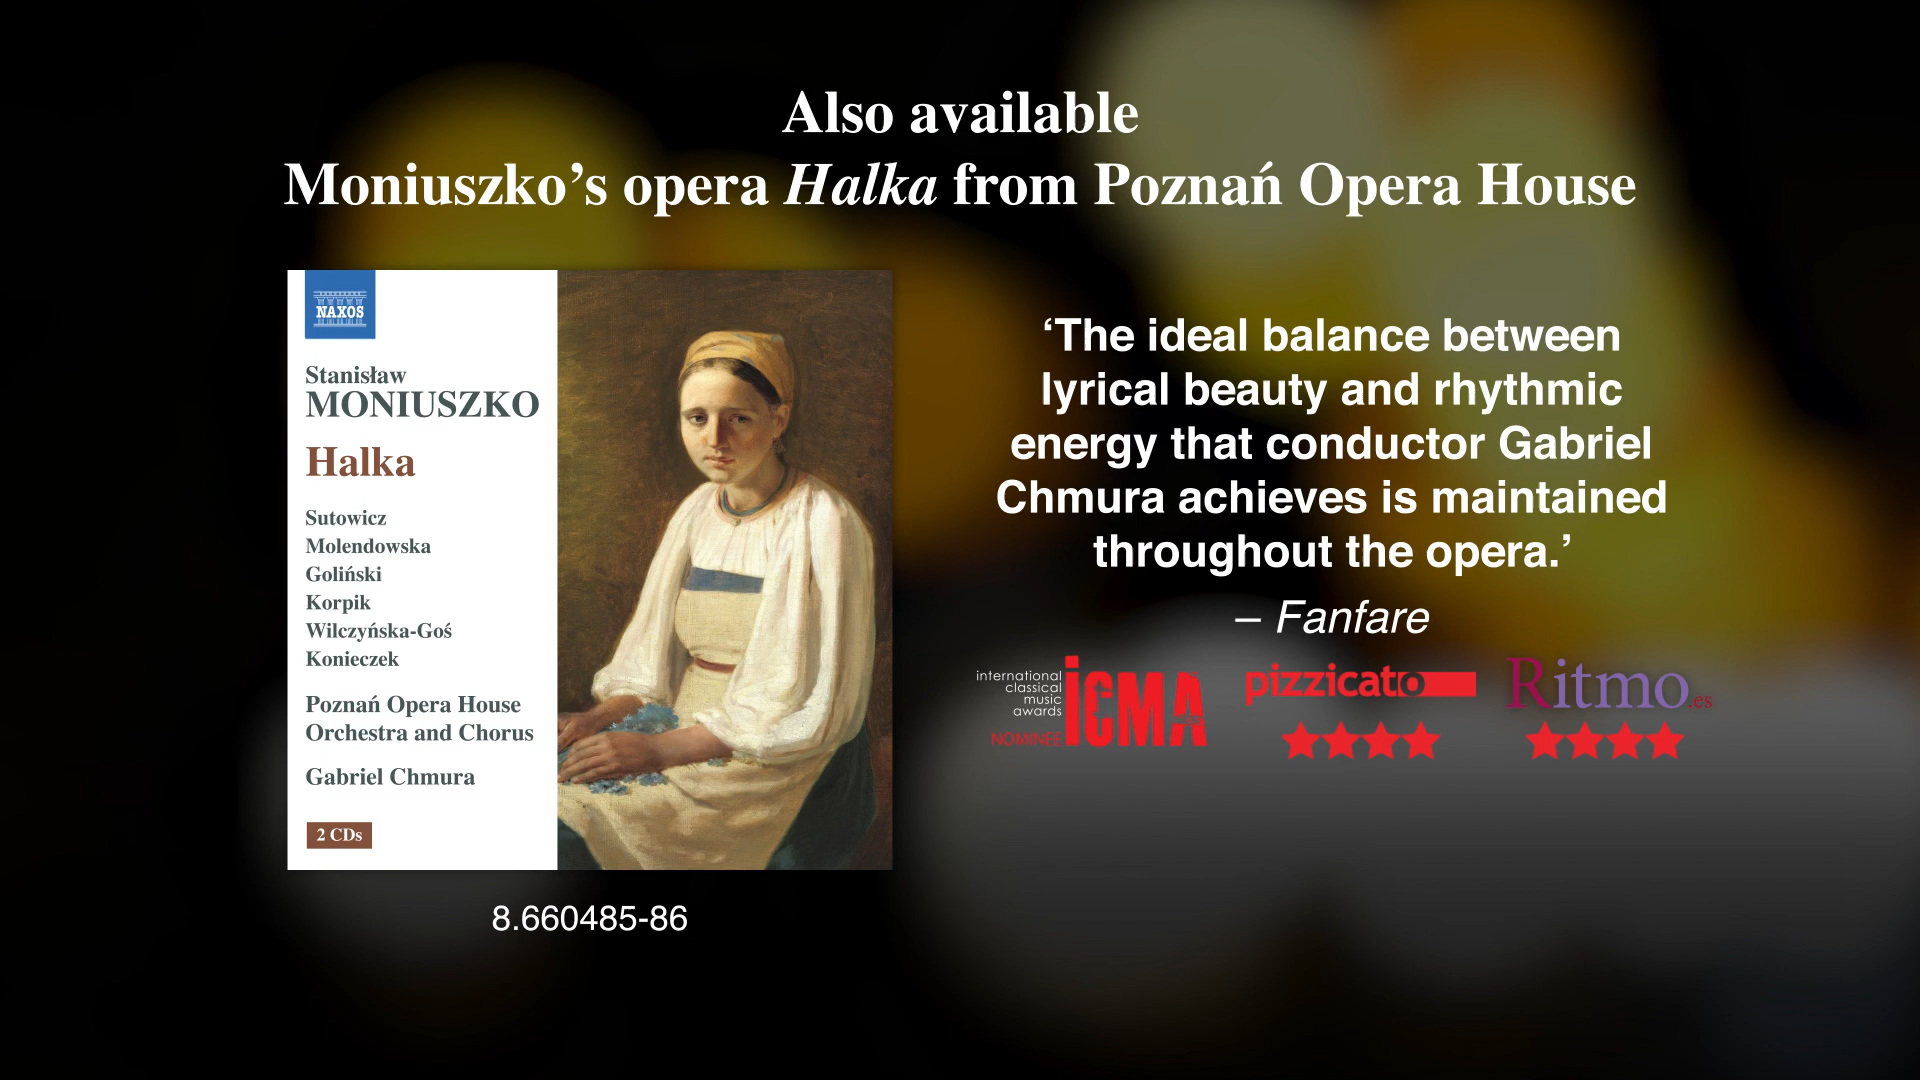 Also available
Moniuszko’s opera Halka from Poznań Opera House
NAXOS
Stanisław
MONIUSZKO
Halka
Sutowicz
Molendowska
Goliński
Korpik
Wilczyńska-Goś
Konieczek
Poznań Opera House
Orchestra and Chorus
Gabriel Chmura
2 CDs
8.660485-86
‘The ideal balance between
lyrical beauty and rhythmic
energy that conductor Gabriel
Chmura achieves is maintained
throughout the opera.’
– Fanfare
international
classical
music
awards
NOMINEE
ICMA
pizzicato
Ritmo.es